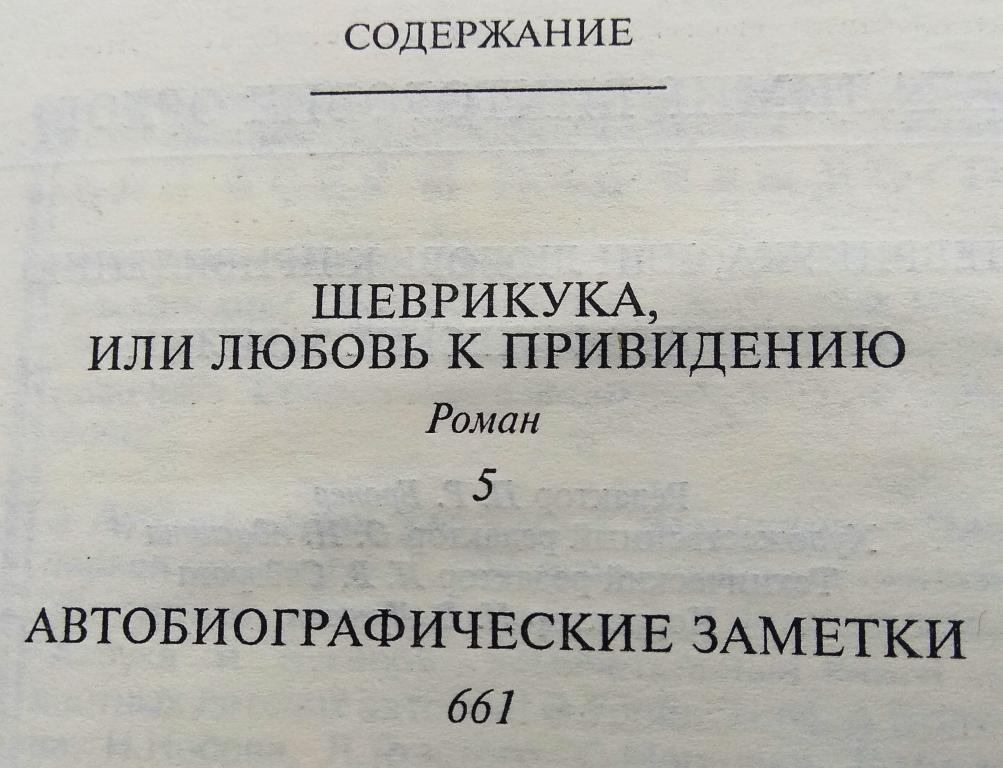 СОДЕРЖАНИЕ
ШЕВРИКУКА,
ИЛИ ЛЮБОВЬ К ПРИВИДЕНИЮ
Роман
5
АВТОБИОГРАФИЧЕСКИЕ ЗАМЕТКИ
661